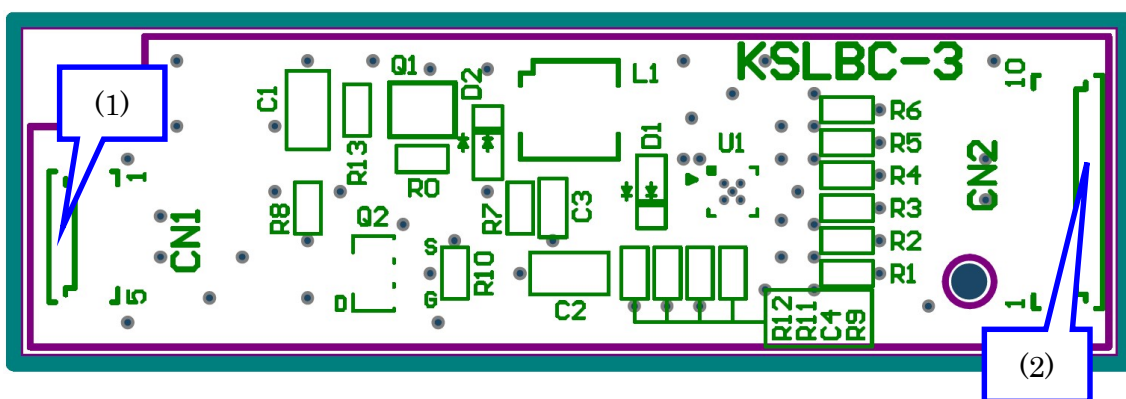 KSLBC-3
(1)
C1
R13
Q1
D2
R0
L1
D1
U1
R6
R5
R4
R3
R2
R1
10
1
CN2
CN1
1
5
R8
Q2
S
G
D
R10
R7
C3
C2
R12
R11
C4
R9
(2)